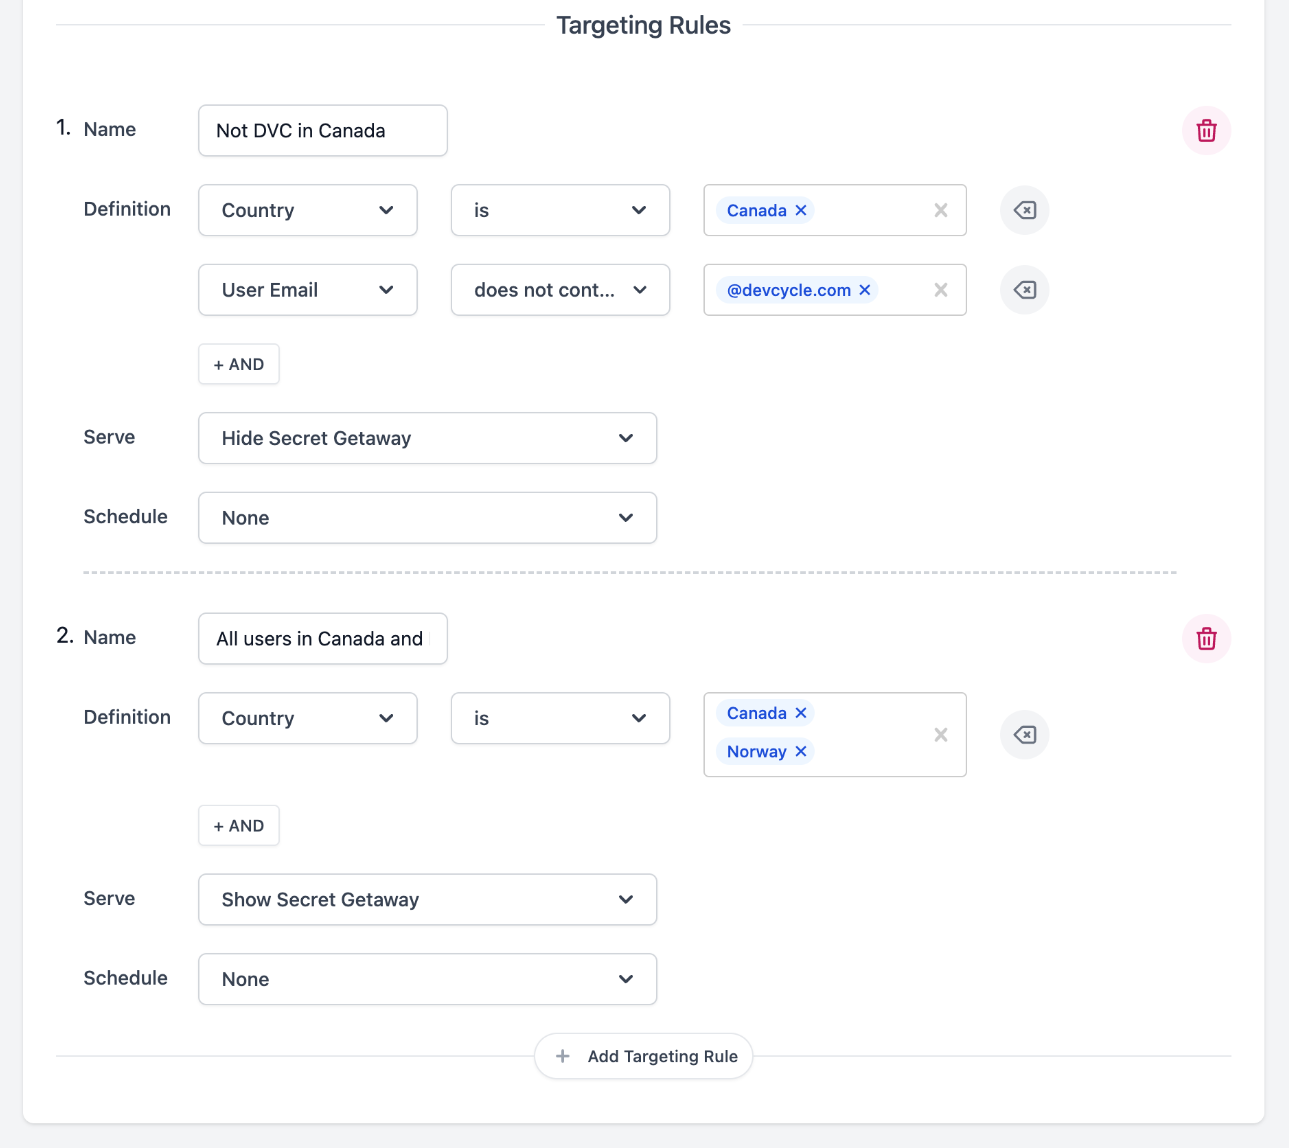 Targeting Rules
1. Name Not DVC in Canada
Definition Country is Canada
User Email does not cont... @devcycle.com
+ AND
Serve Hide Secret Getaway
Schedule None
2. Name All users in Canada and
Definition Country is Canada
Norway
+ AND
Serve Show Secret Getaway
Schedule None
+ Add Targeting Rule